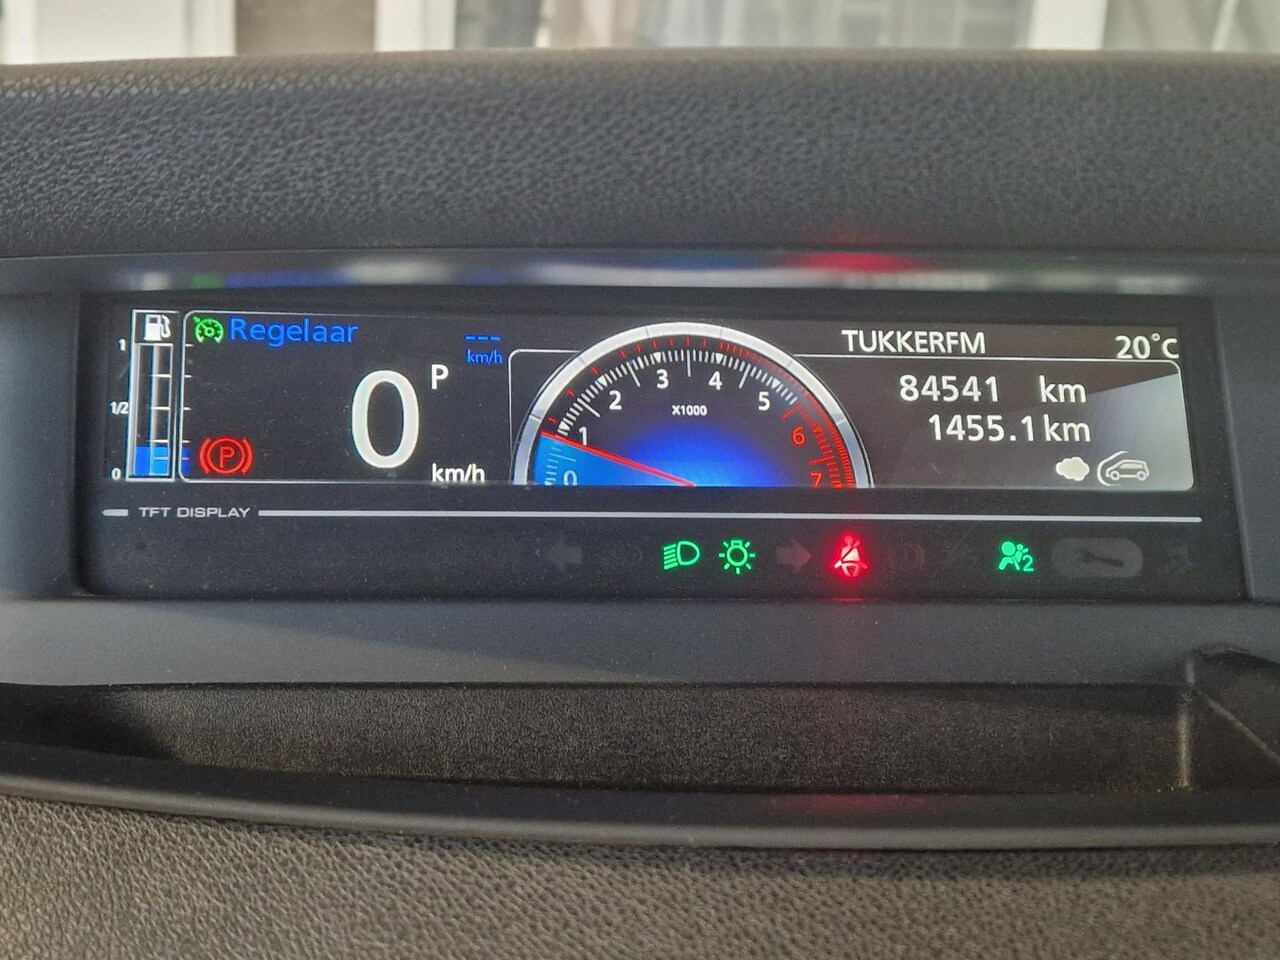 Regelaar
---
km/h
1
1/2
0
0
P
km/h
P
0 1 2 3 4 5 6 7
X1000
TUKKERFM
20°C
84541 km
1455.1 km
TFT DISPLAY
2